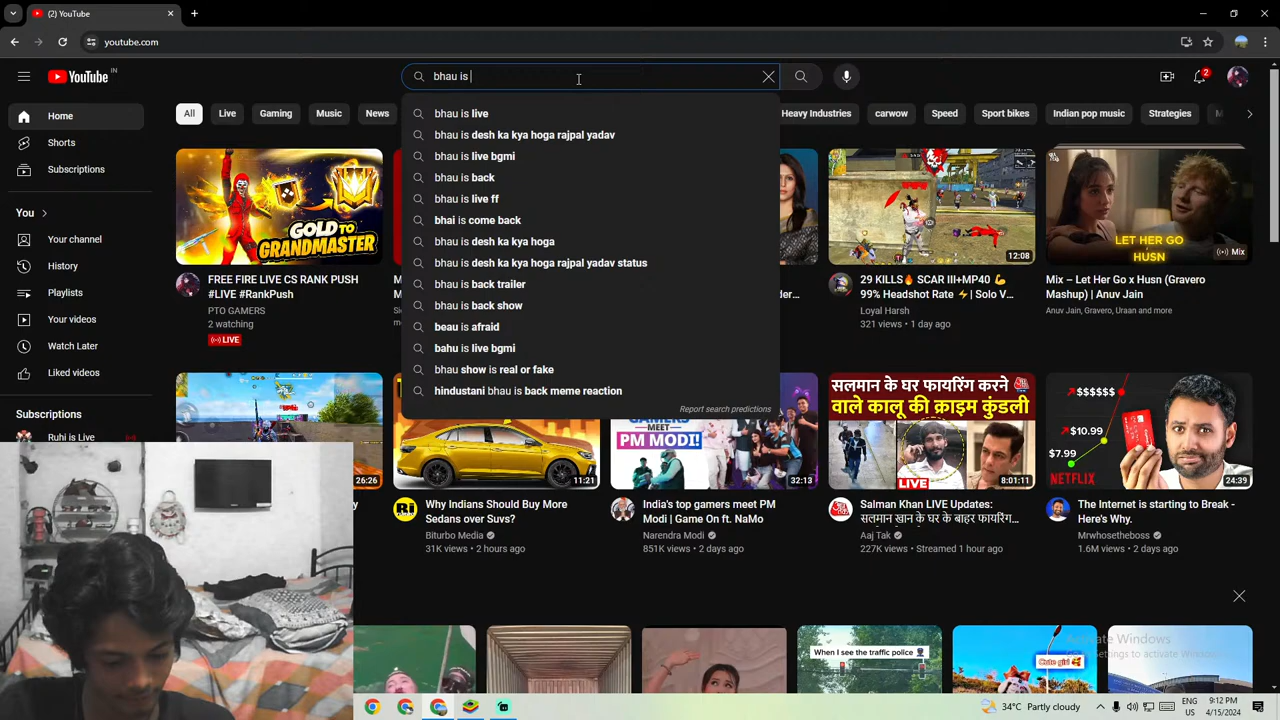 (2) YouTube
youtube.com
YouTube IN
bhau is
2
All
Live
Gaming
Music
News
Heavy Industries
carwow
Speed
Sport bikes
Indian pop music
Strategies
Home
Shorts
Subscriptions
You
Your channel
History
Playlists
Your videos
Watch Later
Liked videos
Subscriptions
Ruhi is Live
bhau is live
bhau is desh ka kya hoga rajpal yadav
bhau is live bgmi
bhau is back
bhau is live ff
bhai is come back
bhau is desh ka kya hoga
bhau is desh ka kya hoga rajpal yadav status
bhau is back trailer
bhau is back show
beau is afraid
bahu is live bgmi
bhau show is real or fake
hindustani bhau is back meme reaction
Report search predictions
GOLD TO
GRANDMASTER
FREE FIRE LIVE CS RANK PUSH
#LIVE #RankPush
PTO GAMERS
2 watching
LIVE
12:08
29 KILLS🔥 SCAR III+MP40 💪
99% Headshot Rate ⚡ | Solo V...
Loyal Harsh
321 views • 1 day ago
LET HER GO
HUSN
Mix
Mix – Let Her Go x Husn (Gravero
Mashup) | Anuv Jain
Anuv Jain, Gravero, Uraan and more
26:26
11:21
Why Indians Should Buy More
Sedans over Suvs?
Biturbo Media
31K views • 2 hours ago
GAMERS
MEET
PM MODI!
32:13
India's top gamers meet PM
Modi | Game On ft. NaMo
Narendra Modi
851K views • 2 days ago
सलमान के घर फायरिंग करने
वाले कालू की क्राइम कुंडली
LIVE
8:01:11
Salman Khan LIVE Updates:
सलमान खान के घर के बाहर फायरिंग...
Aaj Tak
227K views • Streamed 1 hour ago
$$$$$$
$10.99
$7.99
NETFLIX
24:39
The Internet is starting to Break -
Here's Why.
Mrwhosetheboss
1.6M views • 2 days ago
When I see the traffic police
Cute girl
Activate Windows
Settings to activate Windows
34°C Partly cloudy
ENG
US
9:12 PM
4/15/2024